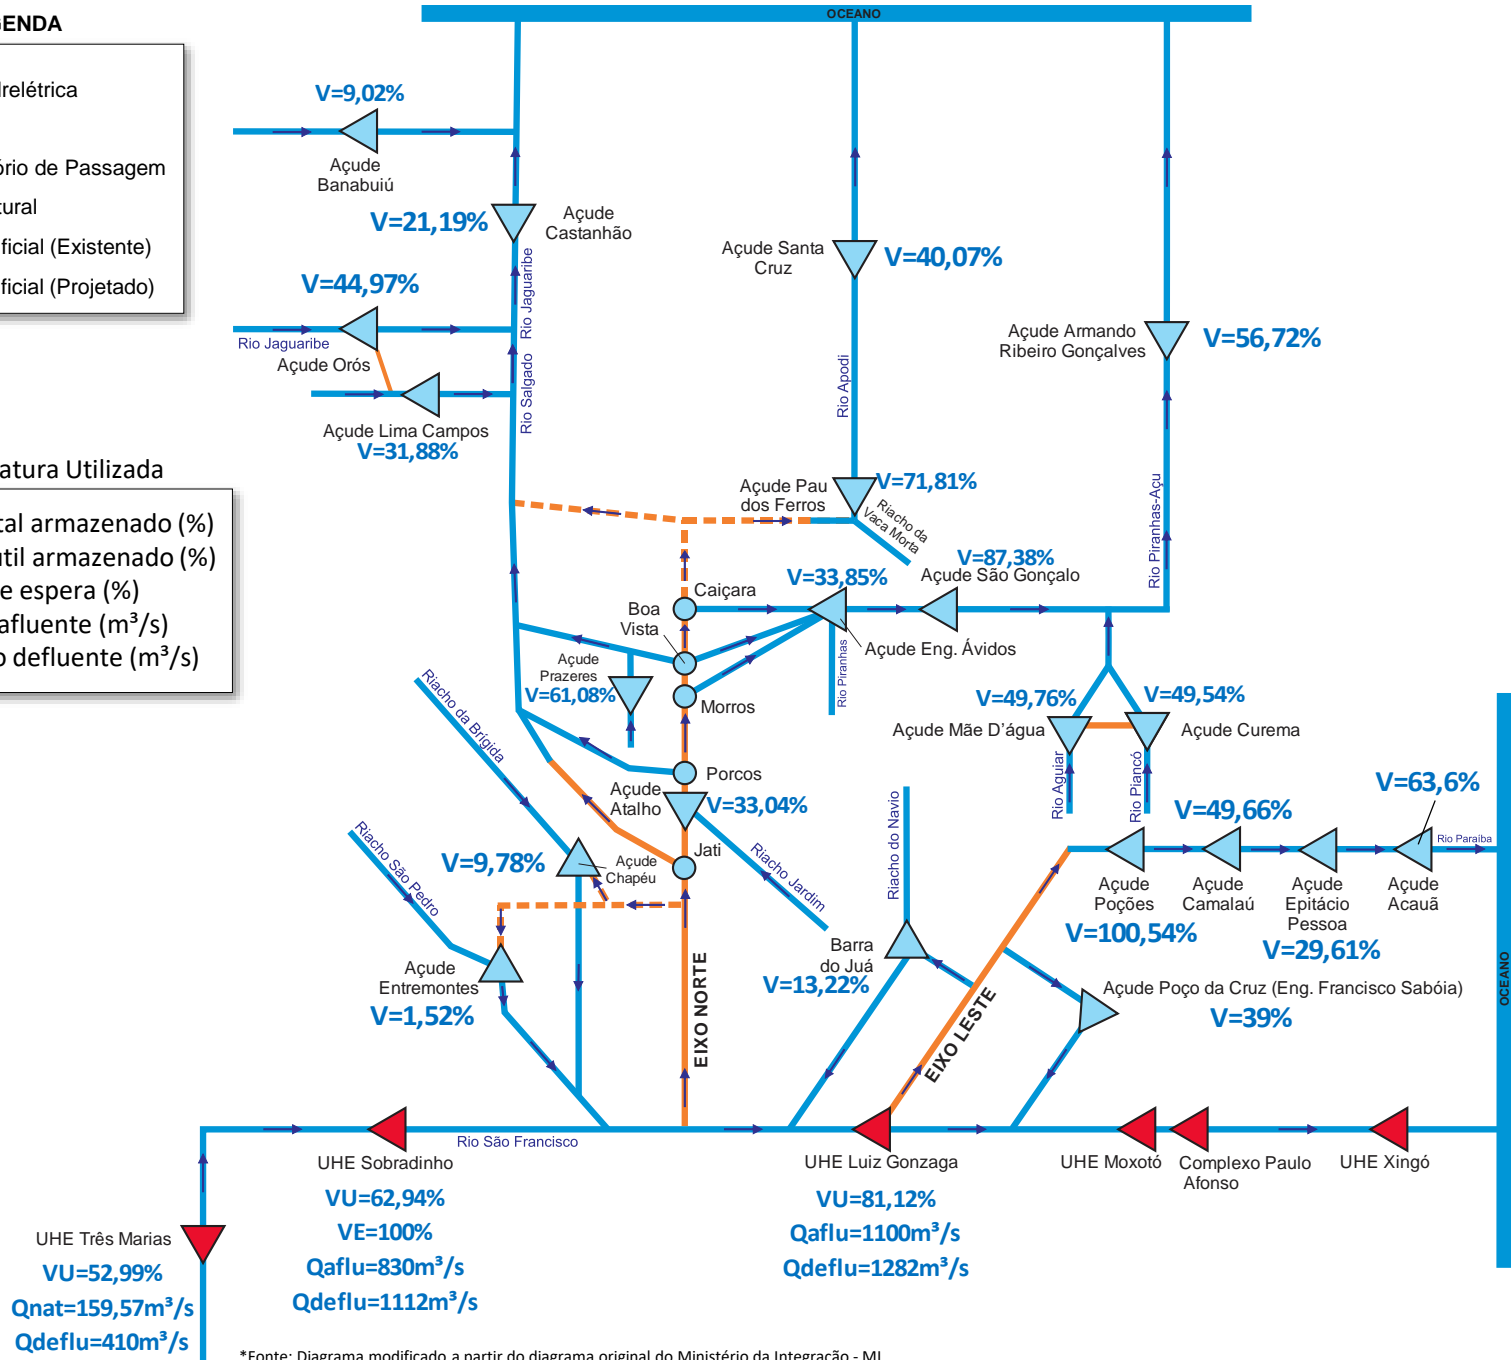 OCEANO
GENDA
drelétrica
ório de Passagem
tural
ificial (Existente)
ificial (Projetado)
V=9,02%
Açude
Banabuiú
V=21,19%
Açude
Castanhão
V=44,97%
Rio Jaguaribe
Açude Orós
Rio Jaguaribe
Rio Salgado
Açude Lima Campos
V=31,88%
Açude Santa
Cruz
V=40,07%
Rio Apodi
Açude Armando
Ribeiro Gonçalves
V=56,72%
Rio Piranhas-Açu
atura Utilizada
tal armazenado (%)
útil armazenado (%)
e espera (%)
afluente (m³/s)
o defluente (m³/s)
Açude Pau
dos Ferros
V=71,81%
Riacho da
Vaca Morta
V=87,38%
Açude São Gonçalo
V=33,85%
Açude Eng. Ávidos
Rio Piranhas
Caiçara
Boa
Vista
Morros
Açude
Prazeres
V=61,08%
Porcos
Açude
Atalho
V=33,04%
Jati
Riacho Jardim
Riacho da Brigida
Riacho São Pedro
V=9,78%
Açude
Chapéu
Açude
Entremontes
V=1,52%
EIXO NORTE
V=49,76%
Açude Mãe D'água
V=49,54%
Açude Curema
Rio Aguiar
Rio Piancó
V=63,6%
V=49,66%
Rio Paraiba
Açude
Poções
V=100,54%
Açude
Camalaú
Açude
Epitácio
Pessoa
V=29,61%
Açude
Acauã
Riacho do Navio
Barra
do Juá
V=13,22%
EIXO LESTE
Açude Poço da Cruz (Eng. Francisco Sabóia)
V=39%
OCEANO
Rio São Francisco
UHE Sobradinho
VU=62,94%
VE=100%
Qaflu=830m³/s
Qdeflu=1112m³/s
UHE Luiz Gonzaga
VU=81,12%
Qaflu=1100m³/s
Qdeflu=1282m³/s
UHE Moxotó
Complexo Paulo
Afonso
UHE Xingó
UHE Três Marias
VU=52,99%
Qnat=159,57m³/s
Qdeflu=410m³/s
*Fonte: Diagrama modificado a partir do diagrama original do Ministério da Integração - MI